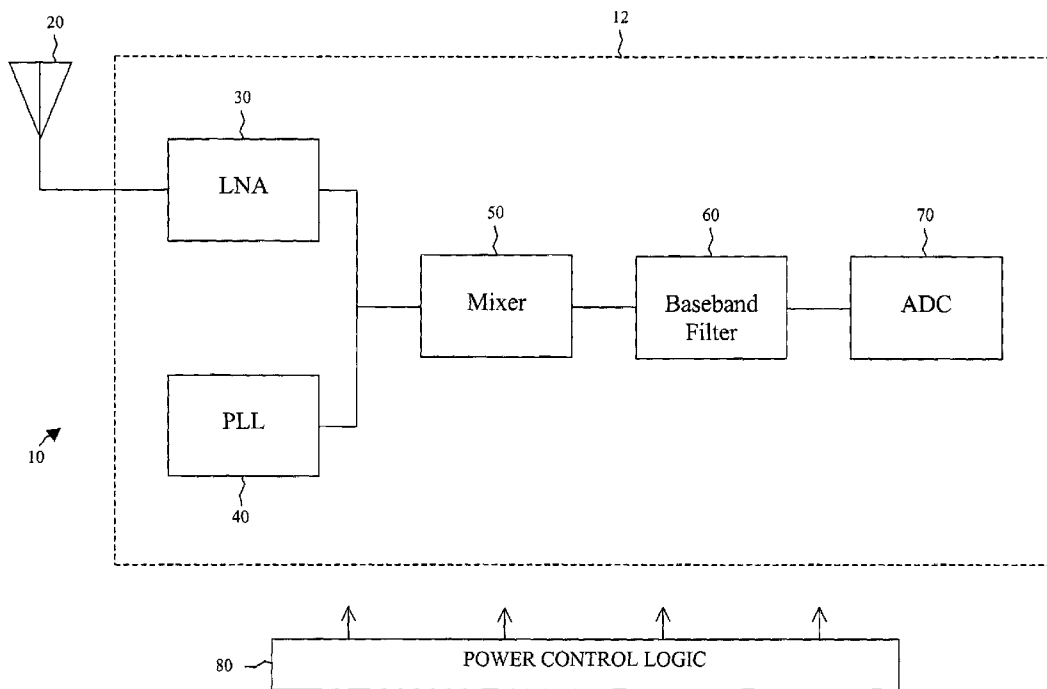 20
12
30
LNA
50
Mixer
60
Baseband
Filter
70
ADC
PLL
40
10
80
POWER CONTROL LOGIC